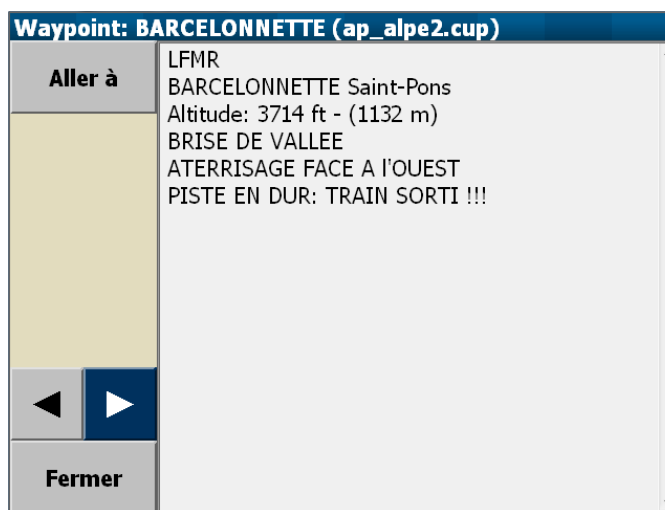 Waypoint: BARCELONNETTE (ap_alpe2.cup)
Aller à
LFMR
BARCELONNETTE Saint-Pons
Altitude: 3714 ft - (1132 m)
BRISE DE VALLEE
ATERRISAGE FACE A l'OUEST
PISTE EN DUR: TRAIN SORTI !!!
Fermer